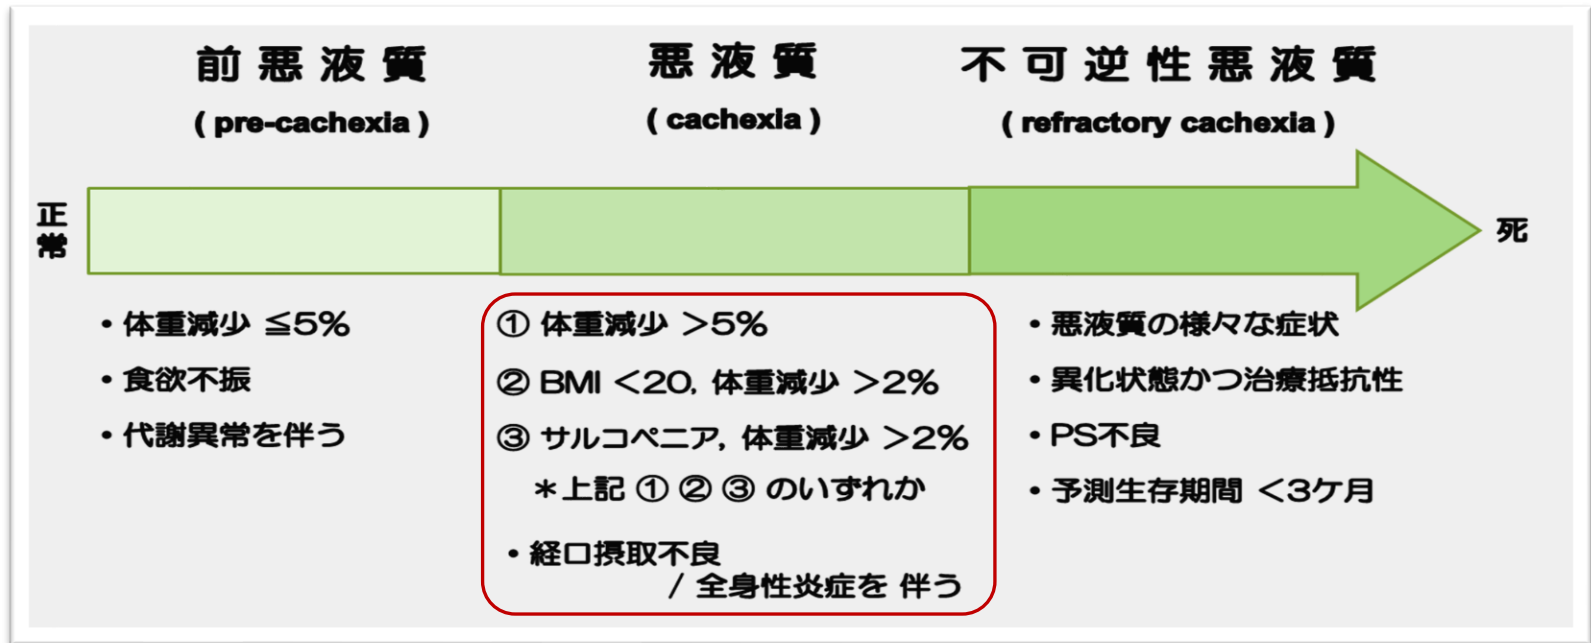 前悪液質
( pre-cachexia )
悪液質
( cachexia )
不可逆性悪液質
( refractory cachexia )
正常
死
・体重減少 ≦5%
・食欲不振
・代謝異常を伴う
① 体重減少 >5%
② BMI <20, 体重減少 >2%
③ サルコペニア, 体重減少 >2%
＊上記 ① ② ③ のいずれか
・経口摂取不良
/ 全身性炎症を 伴う
・悪液質の様々な症状
・異化状態かつ治療抵抗性
・PS不良
・予測生存期間 <3ケ月